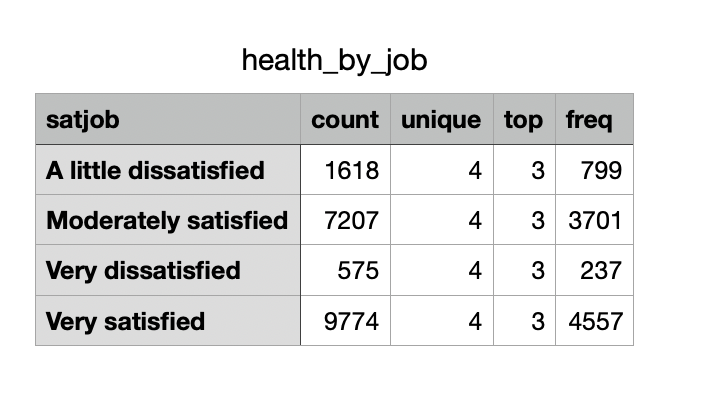 health_by_job
satjob count unique top freq
A little dissatisfied 1618 4 3 799
Moderately satisfied 7207 4 3 3701
Very dissatisfied 575 4 3 237
Very satisfied 9774 4 3 4557